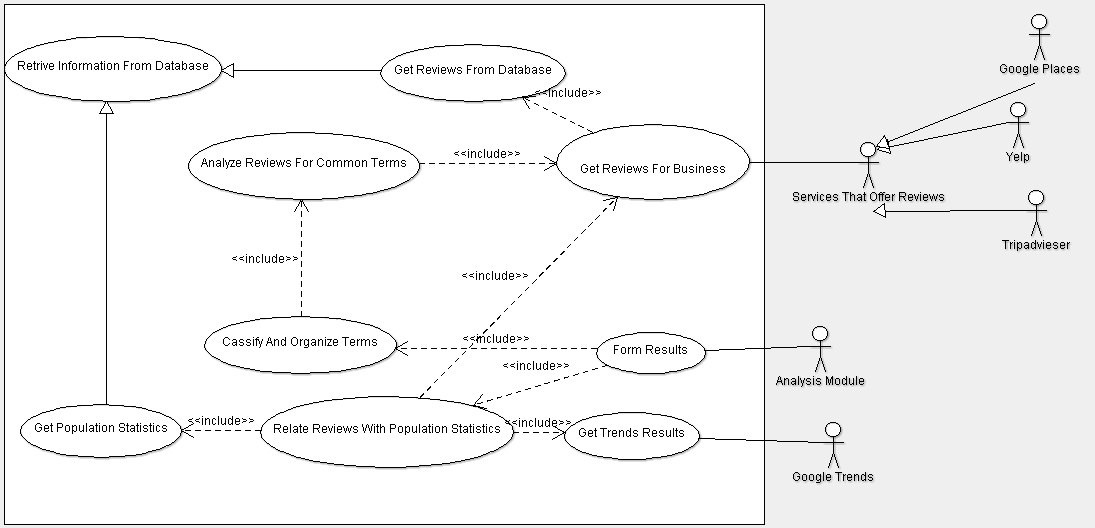 Google Places
Retrive Information From Database
Get Reviews From Database
<<include>>
Yelp
Analyze Reviews For Common Terms
<<include>>
Get Reviews For Business
Services That Offer Reviews
Tripadvieser
<<include>>
<<include>>
Cassify And Organize Terms
<<include>>
Form Results
<<include>>
Analysis Module
Get Population Statistics
<<include>>
Relate Reviews With Population Statistics
<<include>>
Get Trends Results
Google Trends